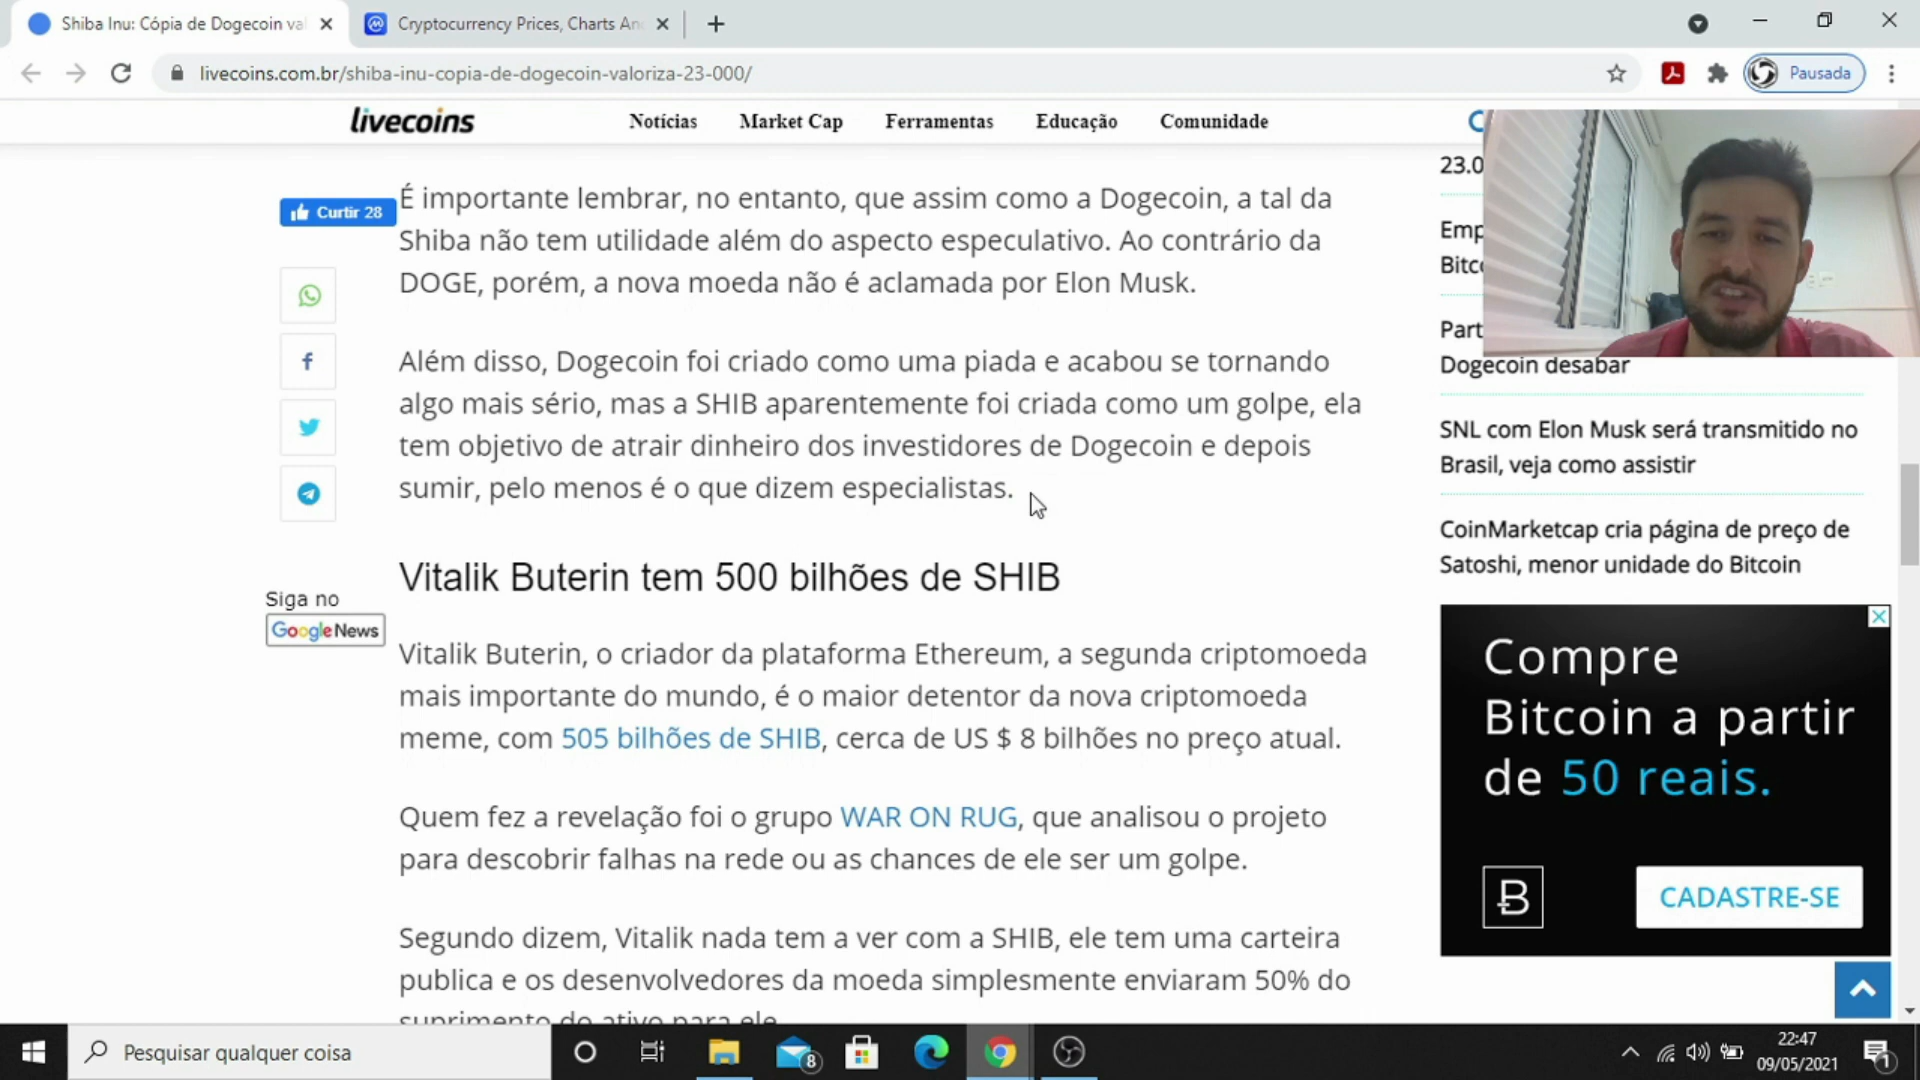 Shiba Inu: Cópia de Dogecoin va
Cryptocurrency Prices, Charts An
livecoins.com.br/shiba-inu-copia-de-dogecoin-valoriza-23-000/
Pausada
livecoins
Notícias
Market Cap
Ferramentas
Educação
Comunidade
Curtir 28
É importante lembrar, no entanto, que assim como a Dogecoin, a tal da
Shiba não tem utilidade além do aspecto especulativo. Ao contrário da
DOGE, porém, a nova moeda não é aclamada por Elon Musk.
Além disso, Dogecoin foi criado como uma piada e acabou se tornando
algo mais sério, mas a SHIB aparentemente foi criada como um golpe, ela
tem objetivo de atrair dinheiro dos investidores de Dogecoin e depois
sumir, pelo menos é o que dizem especialistas.
Vitalik Buterin tem 500 bilhões de SHIB
Siga no
Google News
Vitalik Buterin, o criador da plataforma Ethereum, a segunda criptomoeda
mais importante do mundo, é o maior detentor da nova criptomoeda
meme, com 505 bilhões de SHIB, cerca de US $ 8 bilhões no preço atual.
Quem fez a revelação foi o grupo WAR ON RUG, que analisou o projeto
para descobrir falhas na rede ou as chances de ele ser um golpe.
Segundo dizem, Vitalik nada tem a ver com a SHIB, ele tem uma carteira
publica e os desenvolvedores da moeda simplesmente enviaram 50% do
suprimento do ativo para ele
23.0
Emp
Bitc
Part
Dogecoin desabar
SNL com Elon Musk será transmitido no
Brasil, veja como assistir
CoinMarketcap cria página de preço de
Satoshi, menor unidade do Bitcoin
Compre
Bitcoin a partir
de 50 reais.
CADASTRE-SE
Pesquisar qualquer coisa
8
22:47
09/05/2021
1